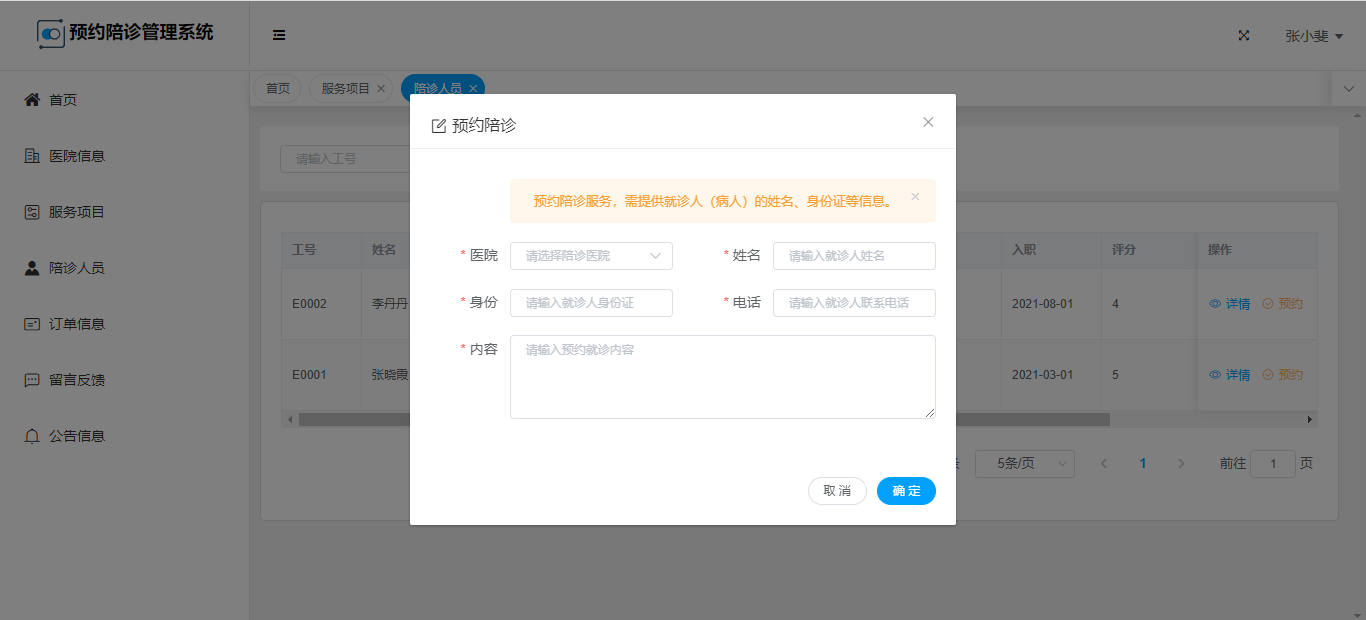 预约陪诊管理系统
张小斐
首页
医院信息
服务项目
陪诊人员
订单信息
留言反馈
公告信息
首页
服务项目
陪诊人员
请输入工号
工号
姓名
入职
评分
操作
E0002
李丹丹
2021-08-01
4
详情
预约
E0001
张晓霞
2021-03-01
5
详情
预约
5条/页
1
前往
1
页
预约陪诊
预约陪诊服务，需提供就诊人（病人）的姓名、身份证等信息。
* 医院
请选择陪诊医院
* 姓名
请输入就诊人姓名
* 身份
请输入就诊人身份证
* 电话
请输入就诊人联系电话
* 内容
请输入预约就诊内容
取 消
确 定